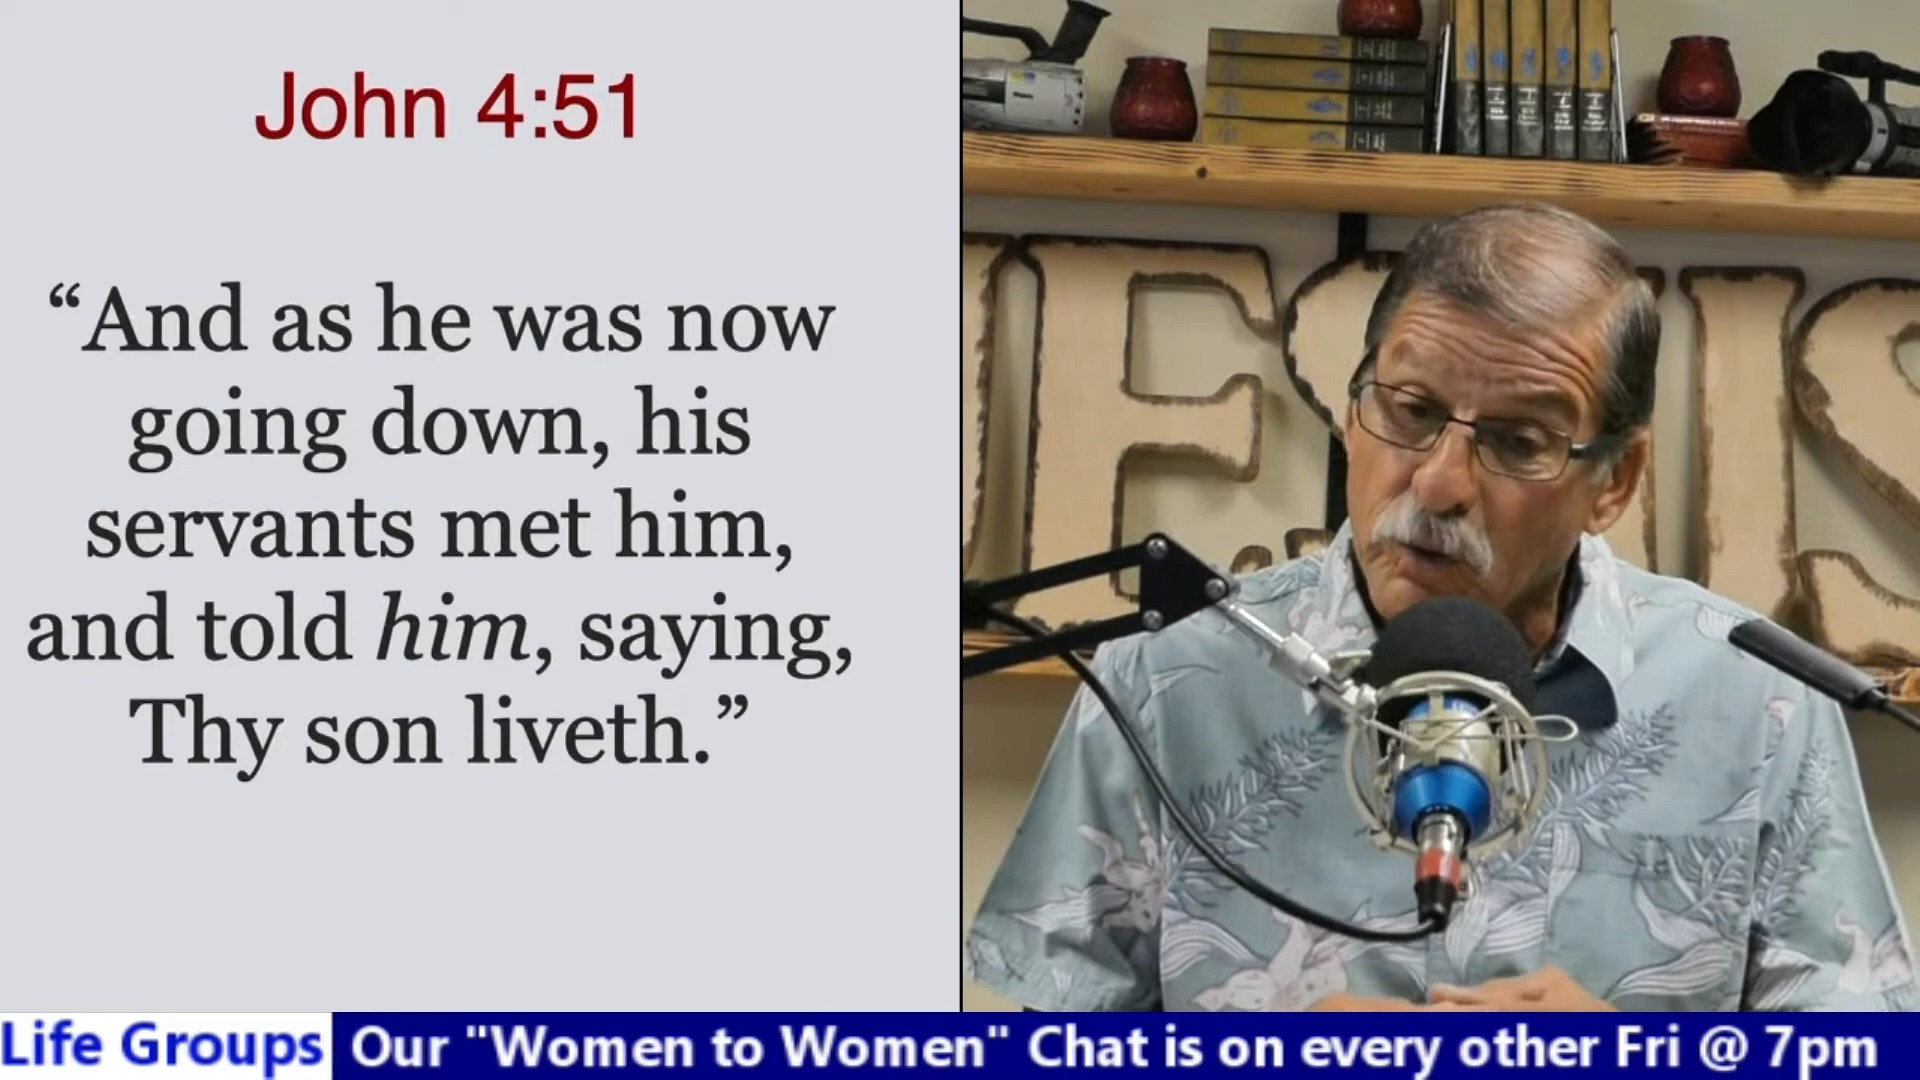 John 4:51
“And as he was now
going down, his
servants met him,
and told him, saying,
Thy son liveth.”
JESUS
Life Groups
Our "Women to Women" Chat is on every other Fri @ 7pm